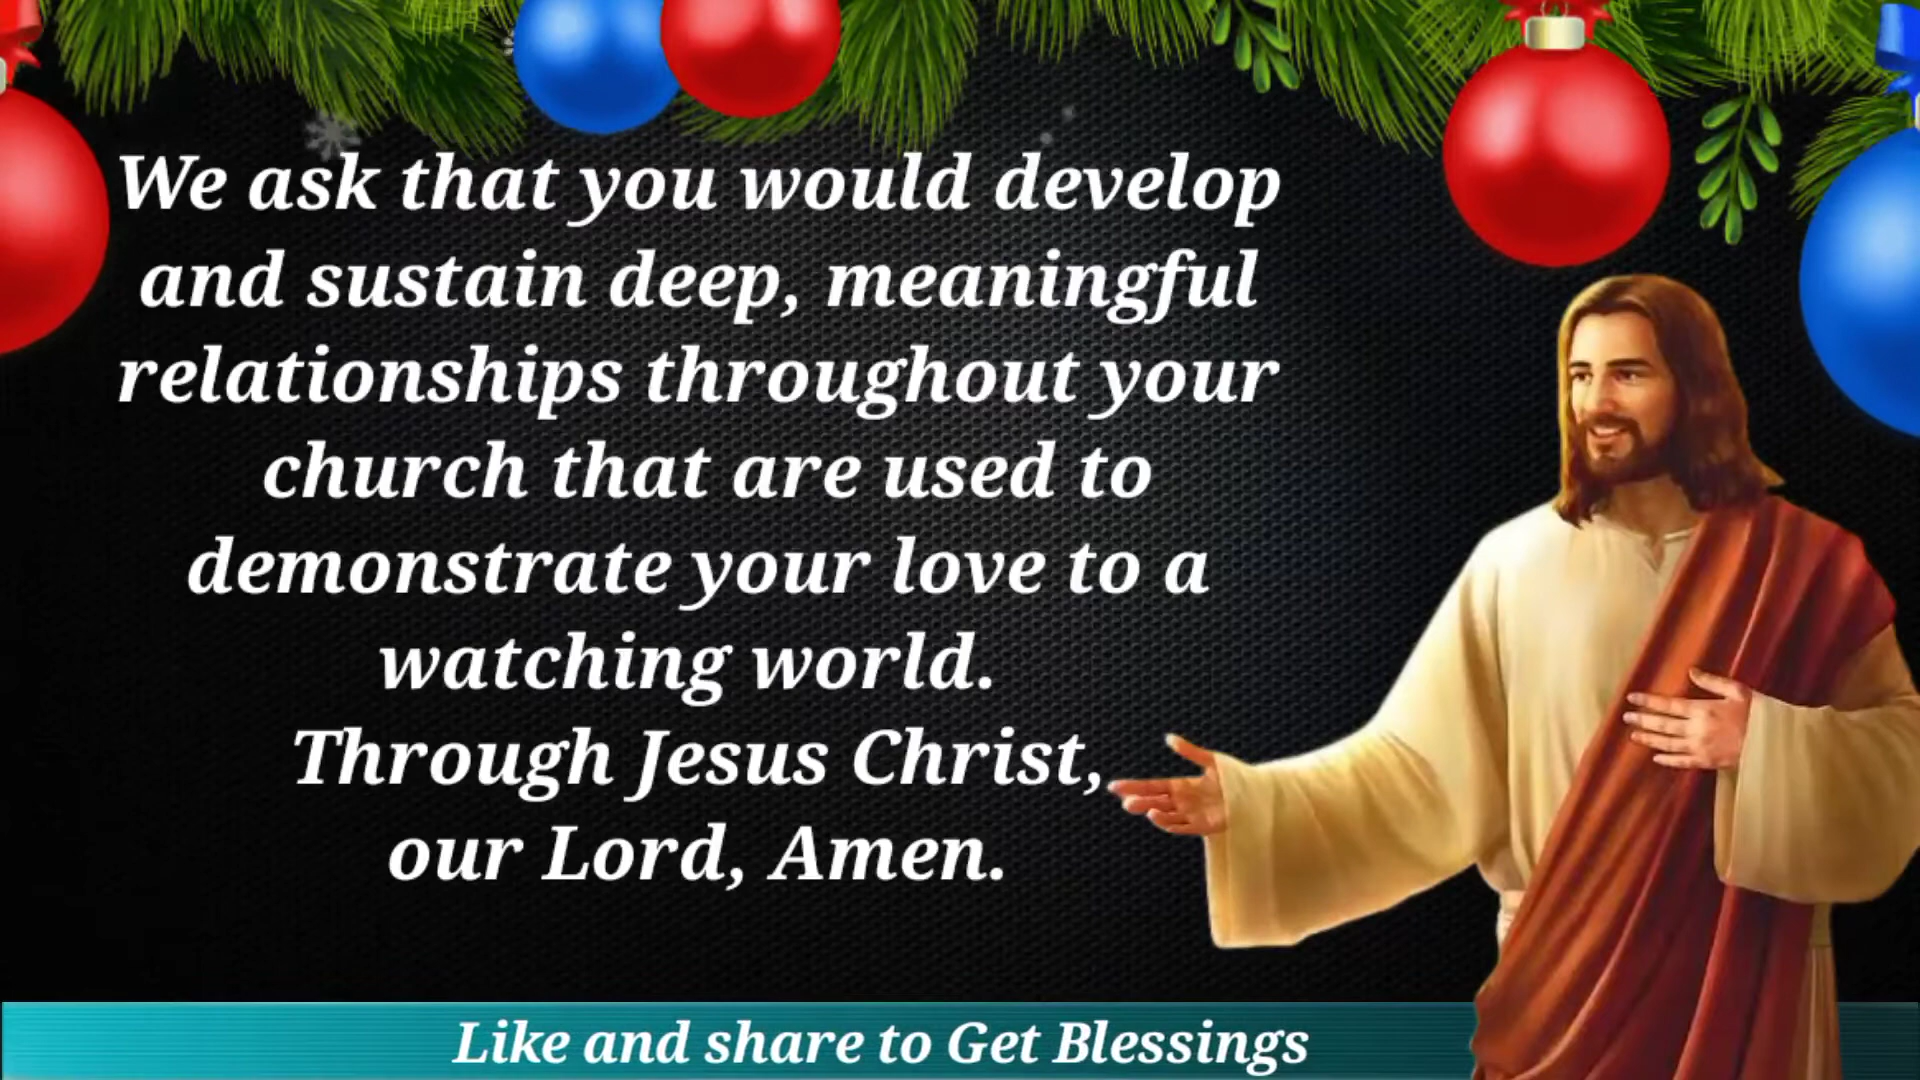 We ask that you would develop
and sustain deep, meaningful
relationships throughout your
church that are used to
demonstrate your love to a
watching world.
Through Jesus Christ,
our Lord, Amen.
Like and share to Get Blessings